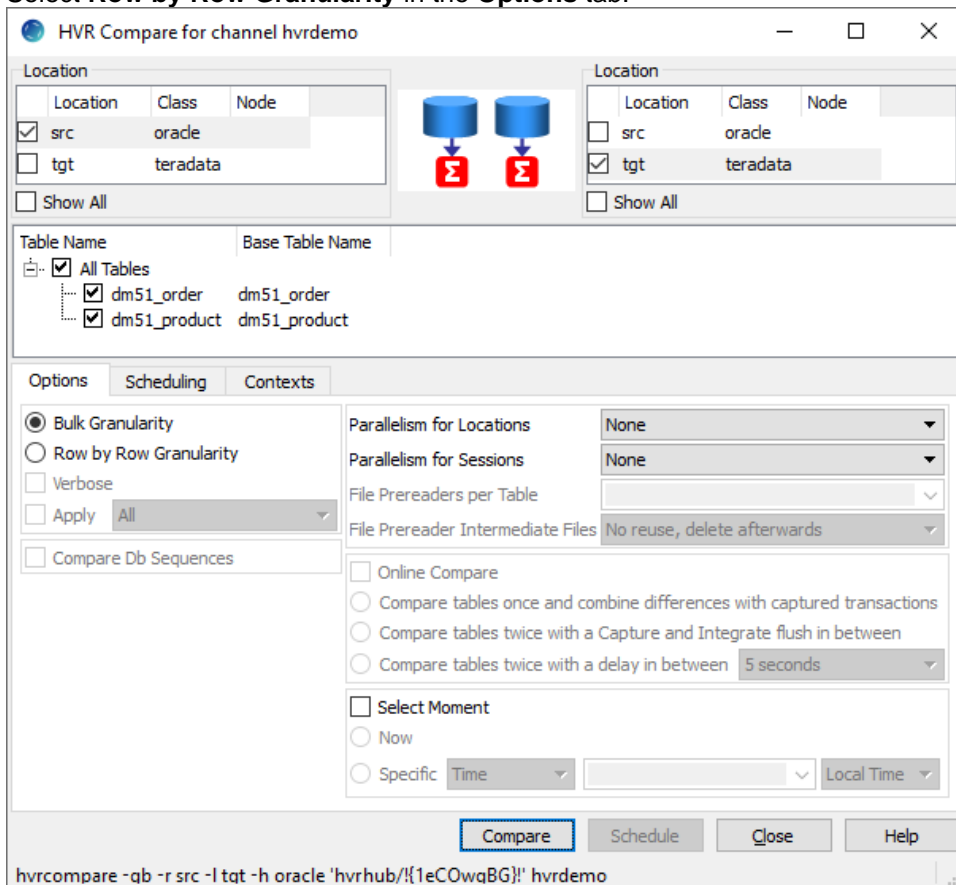 Select Row by Row Granularity in the Options tab.
HVR Compare for channel hvrdemo
Location Location
Location Class Node Location Class Node
src oracle src oracle
tgt teradata tgt teradata
Show All Show All
Σ Σ
Table Name Base Table Name
All Tables
dm51_order dm51_order
dm51_product dm51_product
Options Scheduling Contexts
Bulk Granularity Parallelism for Locations None
Row by Row Granularity Parallelism for Sessions None
Verbose File Prereaders per Table
Apply All File Prereader Intermediate Files No reuse, delete afterwards
Compare Db Sequences Online Compare
Compare tables once and combine differences with captured transactions
Compare tables twice with a Capture and Integrate flush in between
Compare tables twice with a delay in between 5 seconds
Select Moment
Now
Specific Time Local Time
Compare Schedule Close Help
hvrcompare -gb -r src -l tgt -h oracle 'hvrhub/!{1eCOwqBG}!' hvrdemo